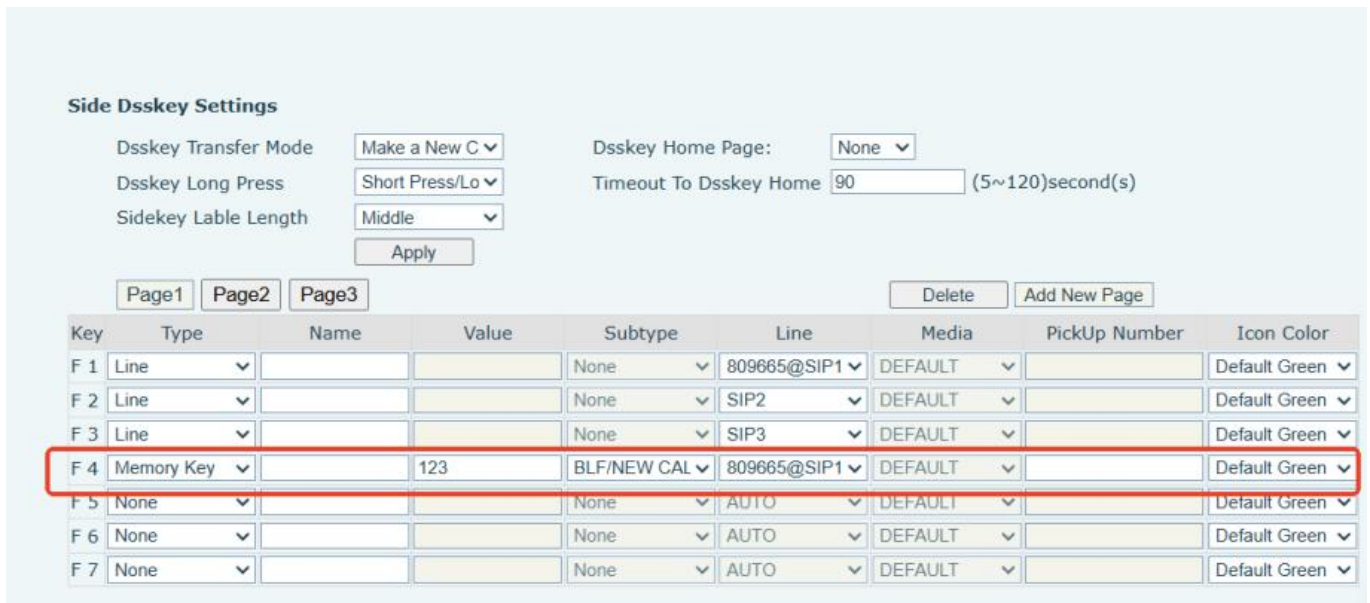 Side Dsskey Settings
Dsskey Transfer Mode Make a New C Dsskey Home Page: None
Dsskey Long Press Short Press/Lo Timeout To Dsskey Home 90 (5~120)second(s)
Sidekey Lable Length Middle
Apply
Page1 Page2 Page3 Delete Add New Page
Key Type Name Value Subtype Line Media PickUp Number Icon Color
F 1 Line None 809665@SIP1 DEFAULT Default Green
F 2 Line None SIP2 DEFAULT Default Green
F 3 Line None SIP3 DEFAULT Default Green
F 4 Memory Key 123 BLF/NEW CAL 809665@SIP1 DEFAULT Default Green
F 5 None None AUTO DEFAULT Default Green
F 6 None None AUTO DEFAULT Default Green
F 7 None None AUTO DEFAULT Default Green